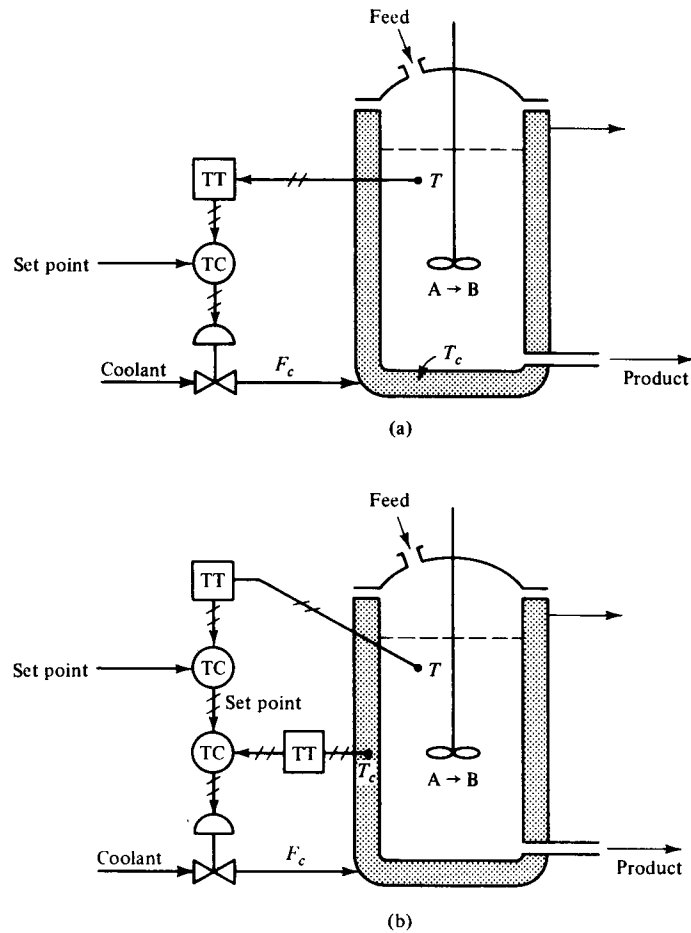 Feed
TT
T
Set point
TC
A → B
T_c
Coolant
F_c
Product
(a)
Feed
TT
Set point
TC
T
Set point
TC
TT
T_c
A → B
Coolant
F_c
Product
(b)